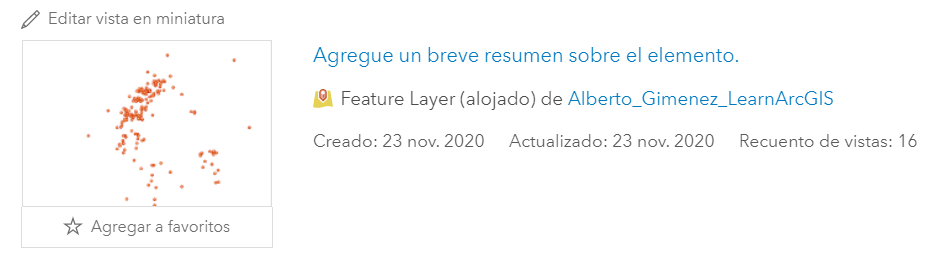 Editar vista en miniatura
Agregue un breve resumen sobre el elemento.
Feature Layer (alojado) de Alberto_Gimenez_LearnArcGIS
Creado: 23 nov. 2020 Actualizado: 23 nov. 2020 Recuento de vistas: 16
Agregar a favoritos